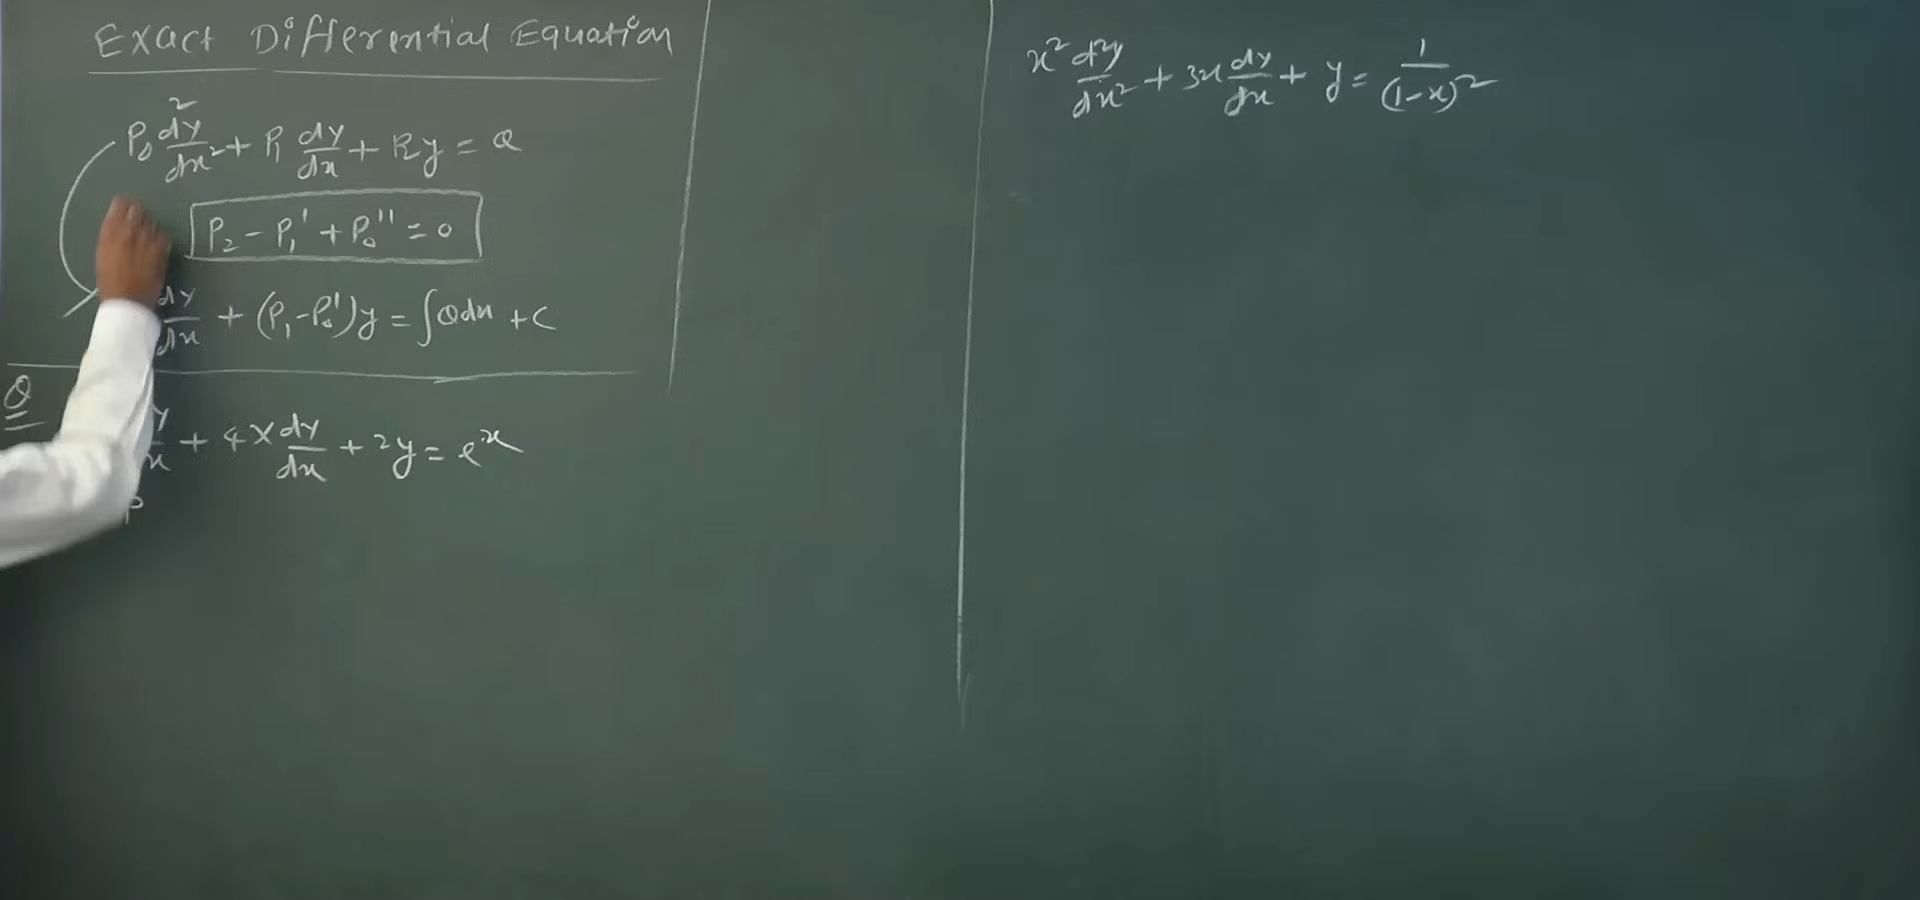 Exact Differential Equation
P₀ d²y/dx² + P₁ dy/dx + P₂y = Q
P₂ - P₁' + P₀'' = 0
dy/dx + (P₁ - P₀')y = ∫Qdx + C
Q
+ 4x dy/dx + 2y = eˣ
P
x² d²y/dx² + 3x dy/dx + y = 1/(1-x)²